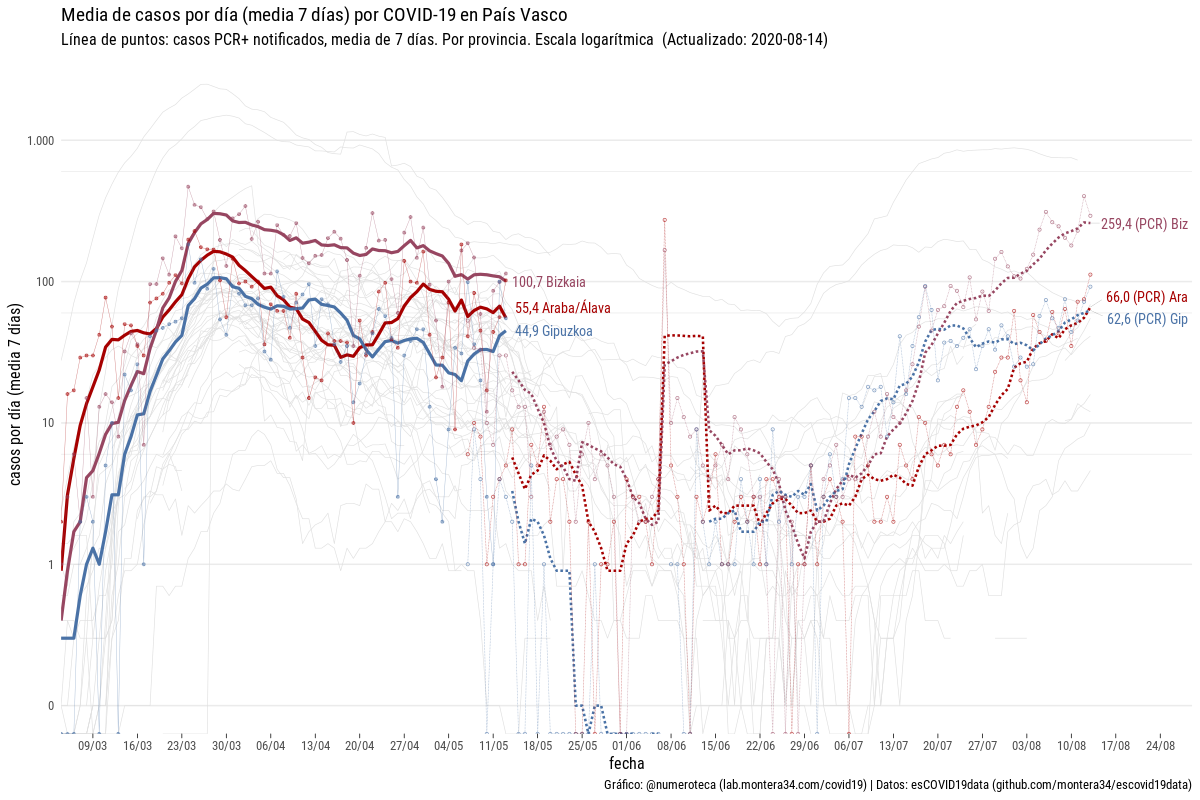 Media de casos por día (media 7 días) por COVID-19 en País Vasco
Línea de puntos: casos PCR+ notificados, media de 7 días. Por provincia. Escala logarítmica (Actualizado: 2020-08-14)
casos por día (media 7 días)
1.000
100
10
1
0
259,4 (PCR) Biz
100,7 Bizkaia
66,0 (PCR) Ara
55,4 Araba/Álava
62,6 (PCR) Gip
44,9 Gipuzkoa
09/03 16/03 23/03 30/03 06/04 13/04 20/04 27/04 04/05 11/05 18/05 25/05 01/06 08/06 15/06 22/06 29/06 06/07 13/07 20/07 27/07 03/08 10/08 17/08 24/08
fecha
Gráfico: @numeroteca (lab.montera34.com/covid19) | Datos: esCOVID19data (github.com/montera34/escovid19data)